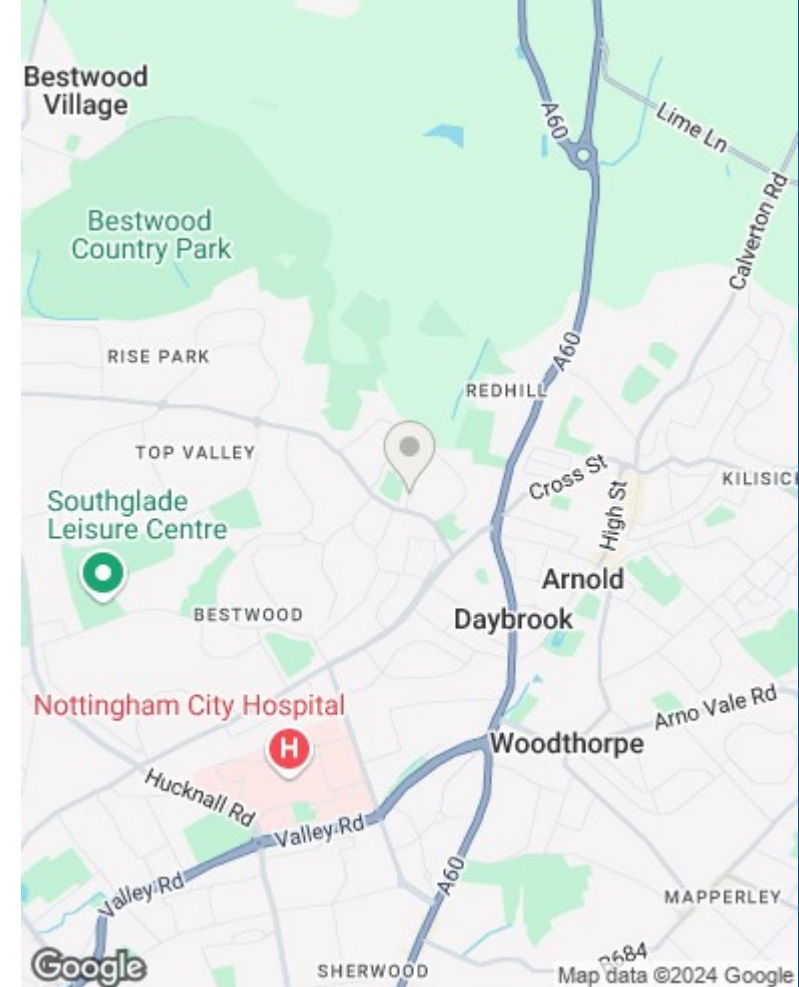 Bestwood
Village
A60
Lime Ln
Calverton Rd
Bestwood
Country Park
RISE PARK
A60
REDHILL
TOP VALLEY
Cross St
KILISICK
High St
Southglade
Leisure Centre
Arnold
BESTWOOD
Daybrook
Nottingham City Hospital
H
Arno Vale Rd
Woodthorpe
Hucknall Rd
Valley Rd
Valley Rd
A60
MAPPERLEY
B684
SHERWOOD
Google
Map data ©2024 Google